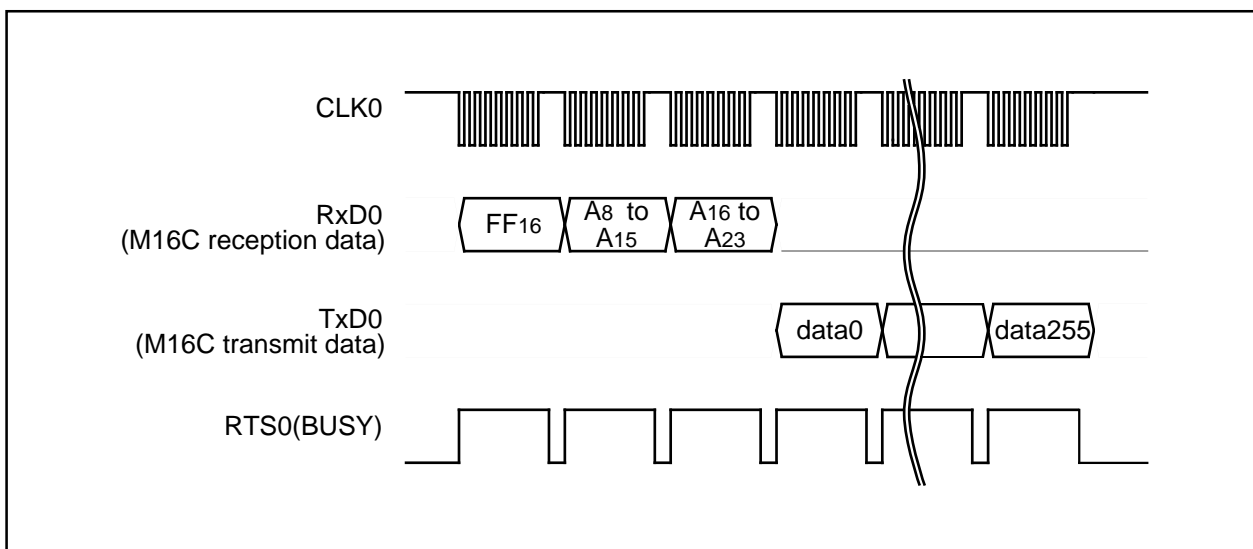 CLK0
RxD0
(M16C reception data)
FF16
A8 to
A15
A16 to
A23
TxD0
(M16C transmit data)
data0
data255
RTS0(BUSY)